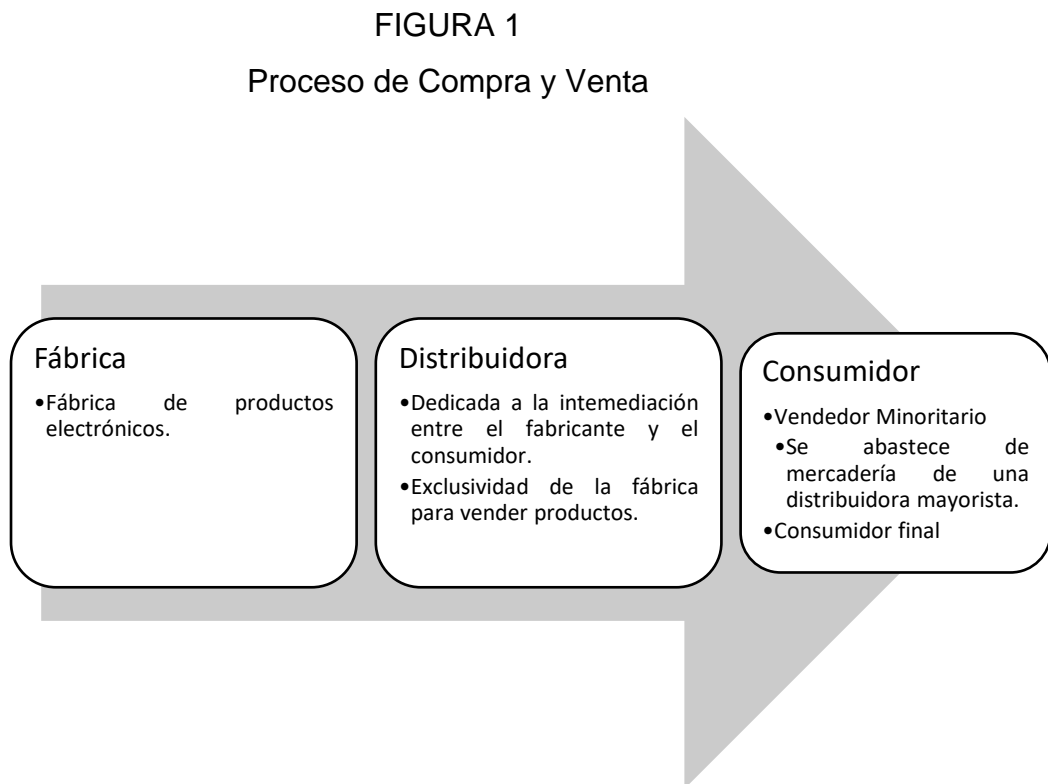 FIGURA 1
Proceso de Compra y Venta
Fábrica
•Fábrica de productos
electrónicos.
Distribuidora
•Dedicada a la intemediación
entre el fabricante y el
consumidor.
•Exclusividad de la fábrica
para vender productos.
Consumidor
•Vendedor Minoritario
•Se abastece de
mercadería de una
distribuidora mayorista.
•Consumidor final